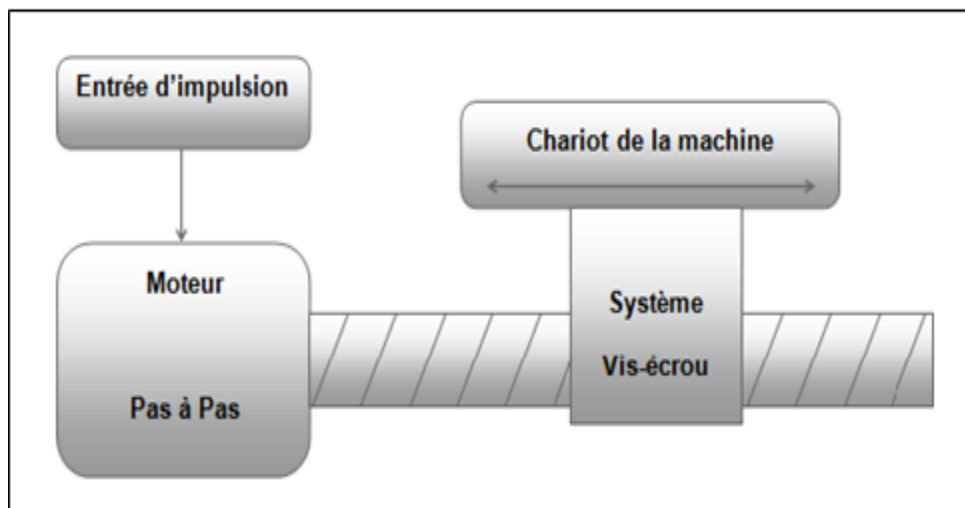 Entrée d’impulsion
Chariot de la machine
Moteur
Pas à Pas
Système
Vis-écrou